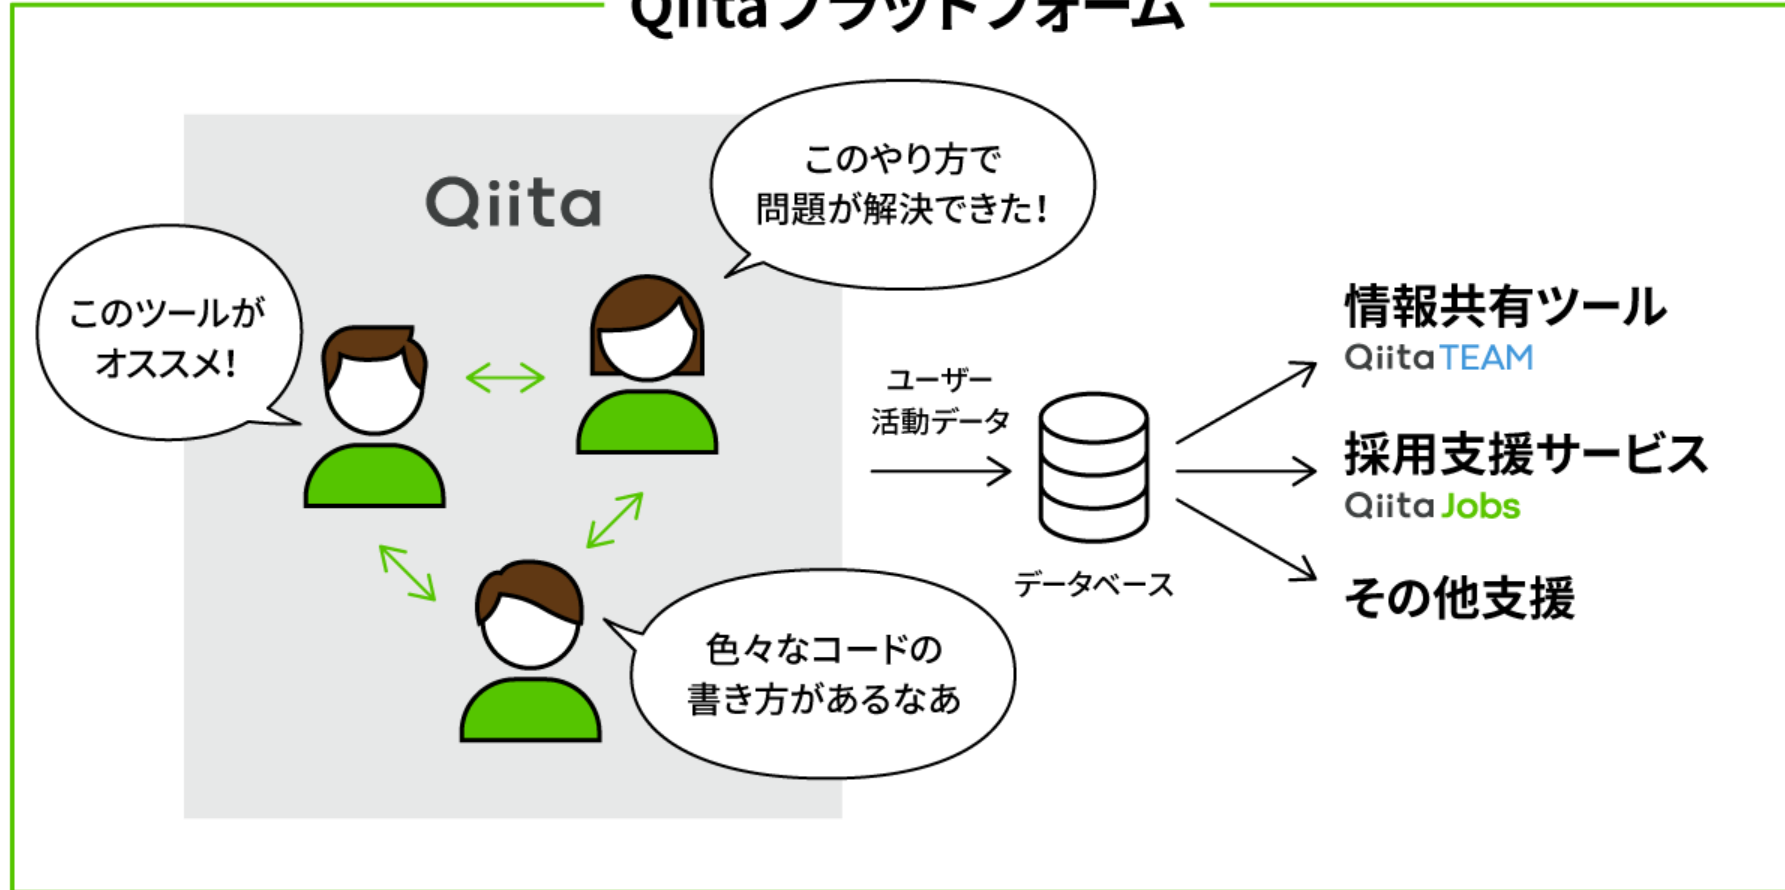 Qiitaプラットフォーム
Qiita
このやり方で
問題が解決できた！
このツールが
オススメ！
色々なコードの
書き方があるなあ
ユーザー
活動データ
データベース
情報共有ツール
Qiita TEAM
採用支援サービス
Qiita Jobs
その他支援